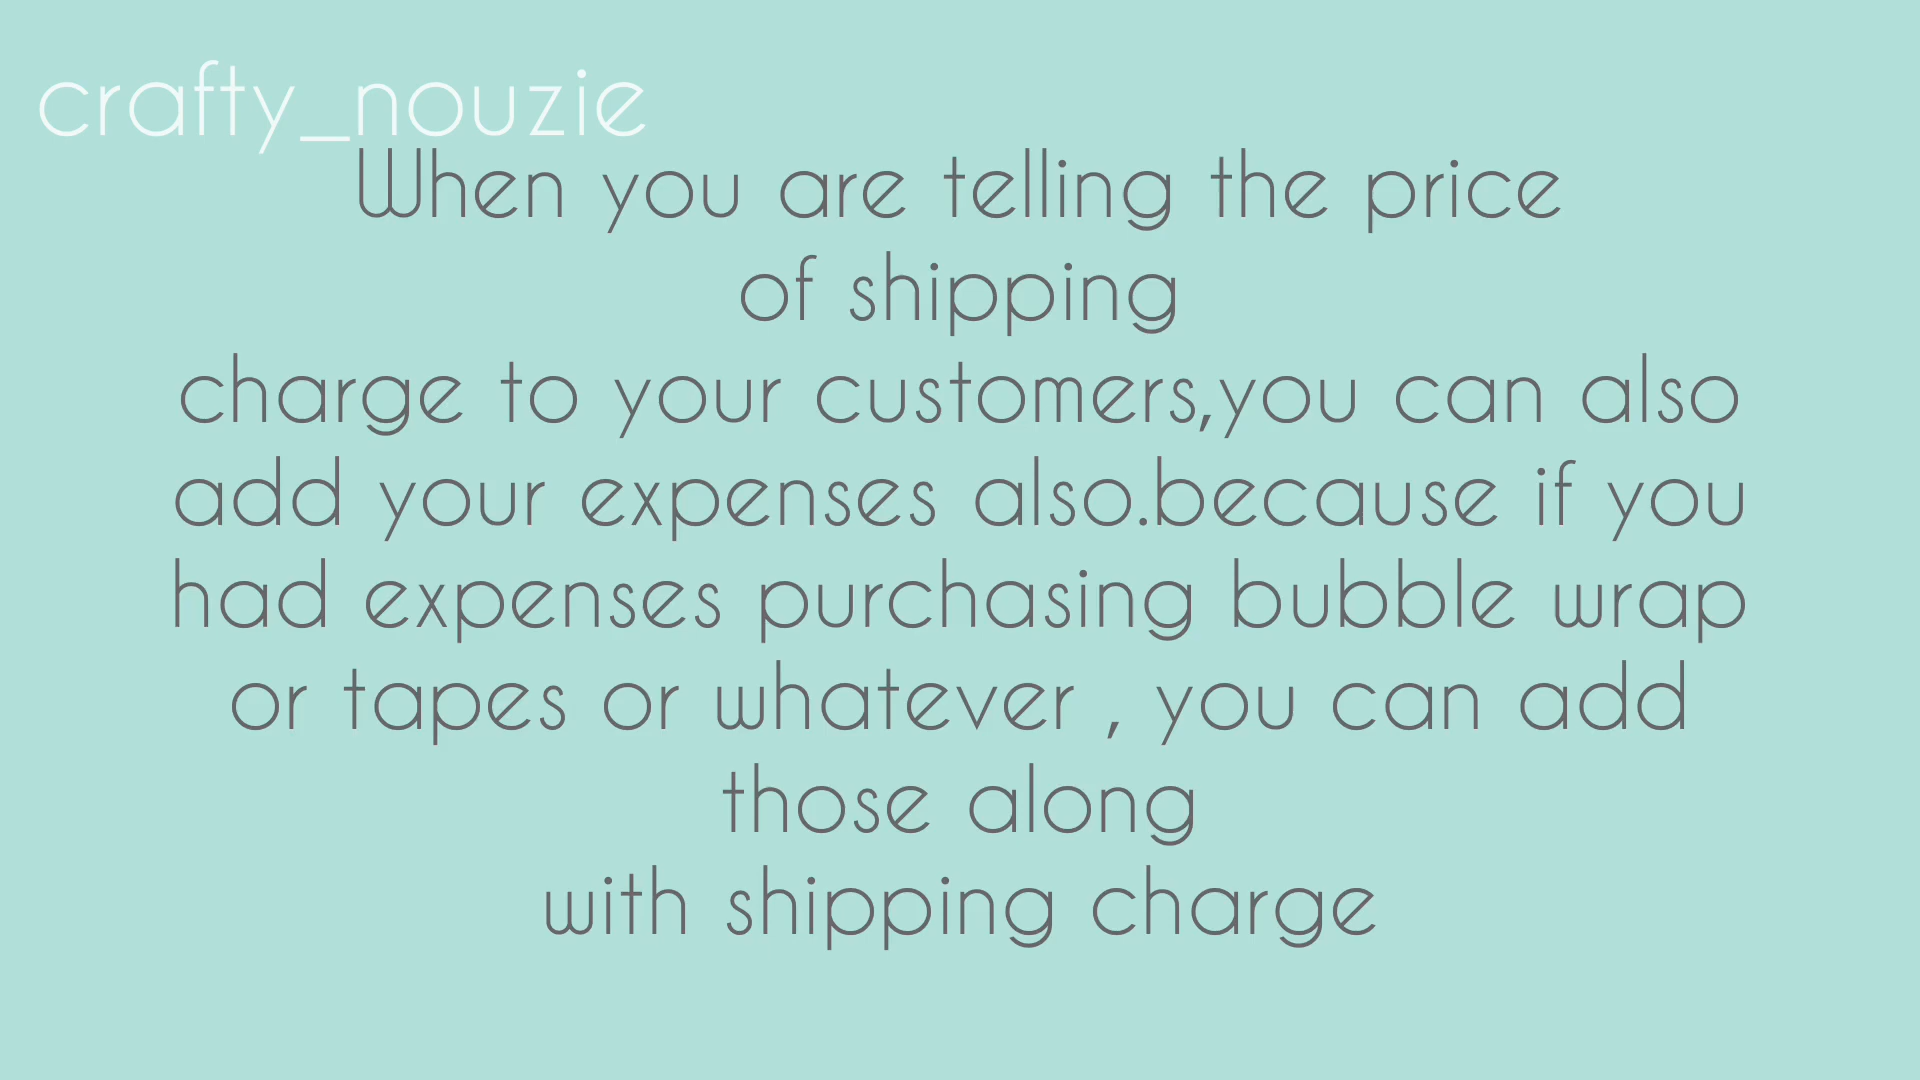 crafty_nouzie
When you are telling the price
of shipping
charge to your customers,you can also
add your expenses also.because if you
had expenses purchasing bubble wrap
or tapes or whatever , you can add
those along
with shipping charge